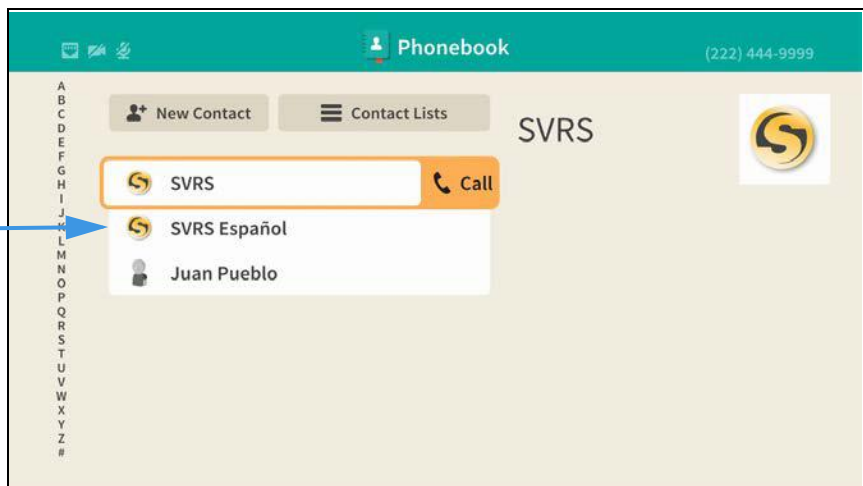 Phonebook
(222) 444-9999
A
B
C
D
E
F
G
H
I
J
K
L
M
N
O
P
Q
R
S
T
U
V
W
X
Y
Z
#
New Contact
Contact Lists
SVRS
SVRS
Call
SVRS Español
Juan Pueblo